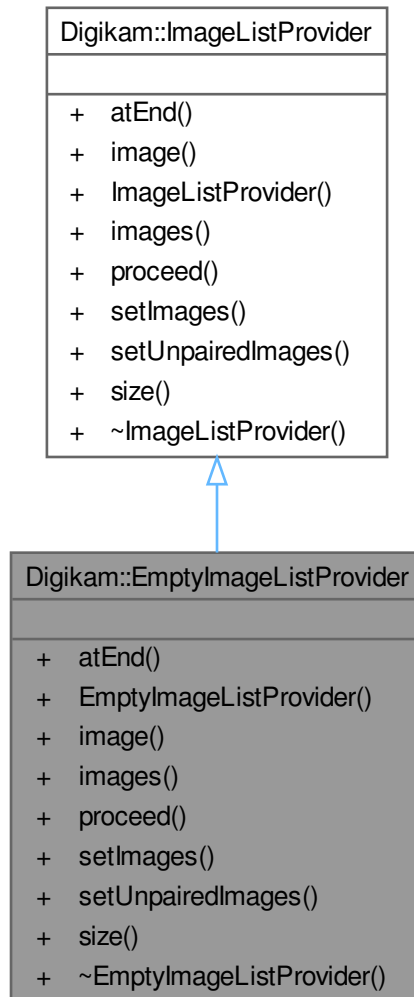 Digikam::ImageListProvider
+ atEnd()
+ image()
+ ImageListProvider()
+ images()
+ proceed()
+ setImages()
+ setUnpairedImages()
+ size()
+ ~ImageListProvider()
Digikam::EmptyImageListProvider
+ atEnd()
+ EmptyImageListProvider()
+ image()
+ images()
+ proceed()
+ setImages()
+ setUnpairedImages()
+ size()
+ ~EmptyImageListProvider()